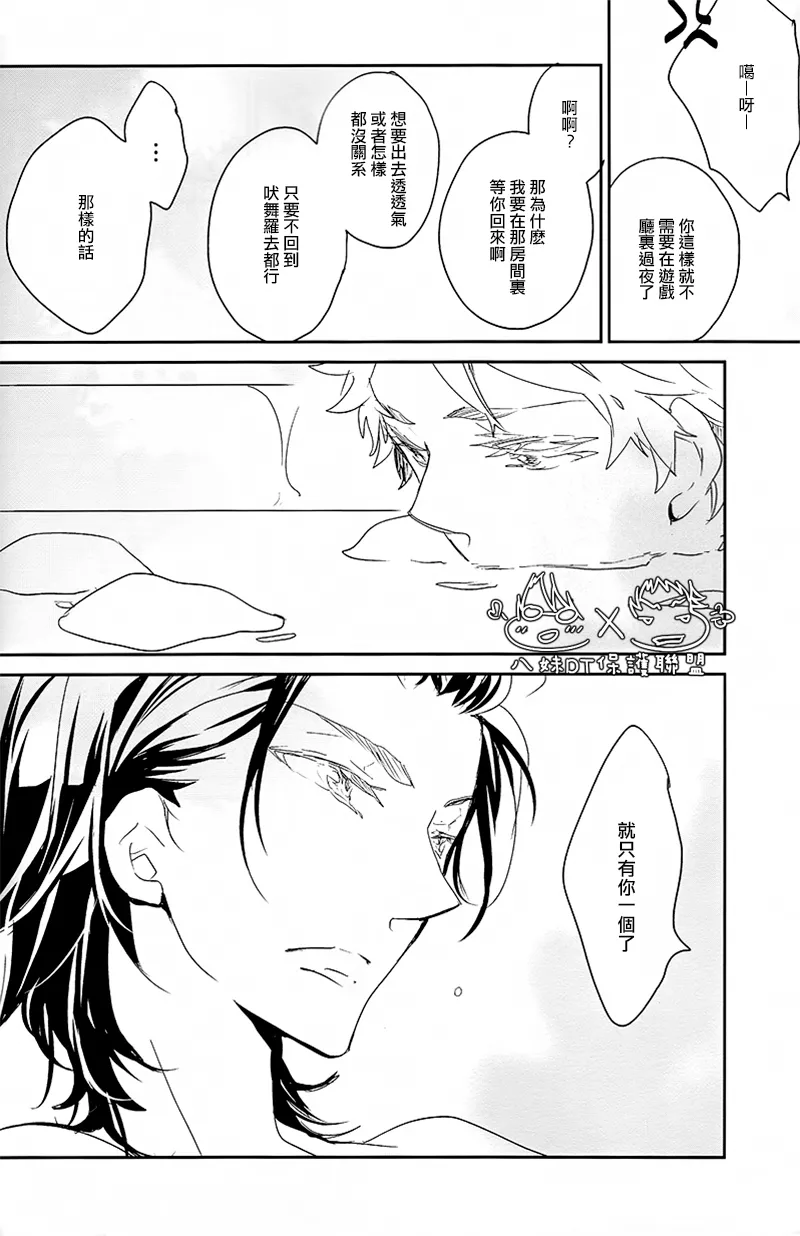 噶—呀—
你這樣就不
需要在遊戲
廳裏過夜了
啊啊?
那為什麽
我要在那房間裏
等你回來啊
想要出去透透氣
或者怎樣
都沒關系
只要不回到
吠舞羅去都行
…
那樣的話
八妹DT保護聯盟
就只有你一個了